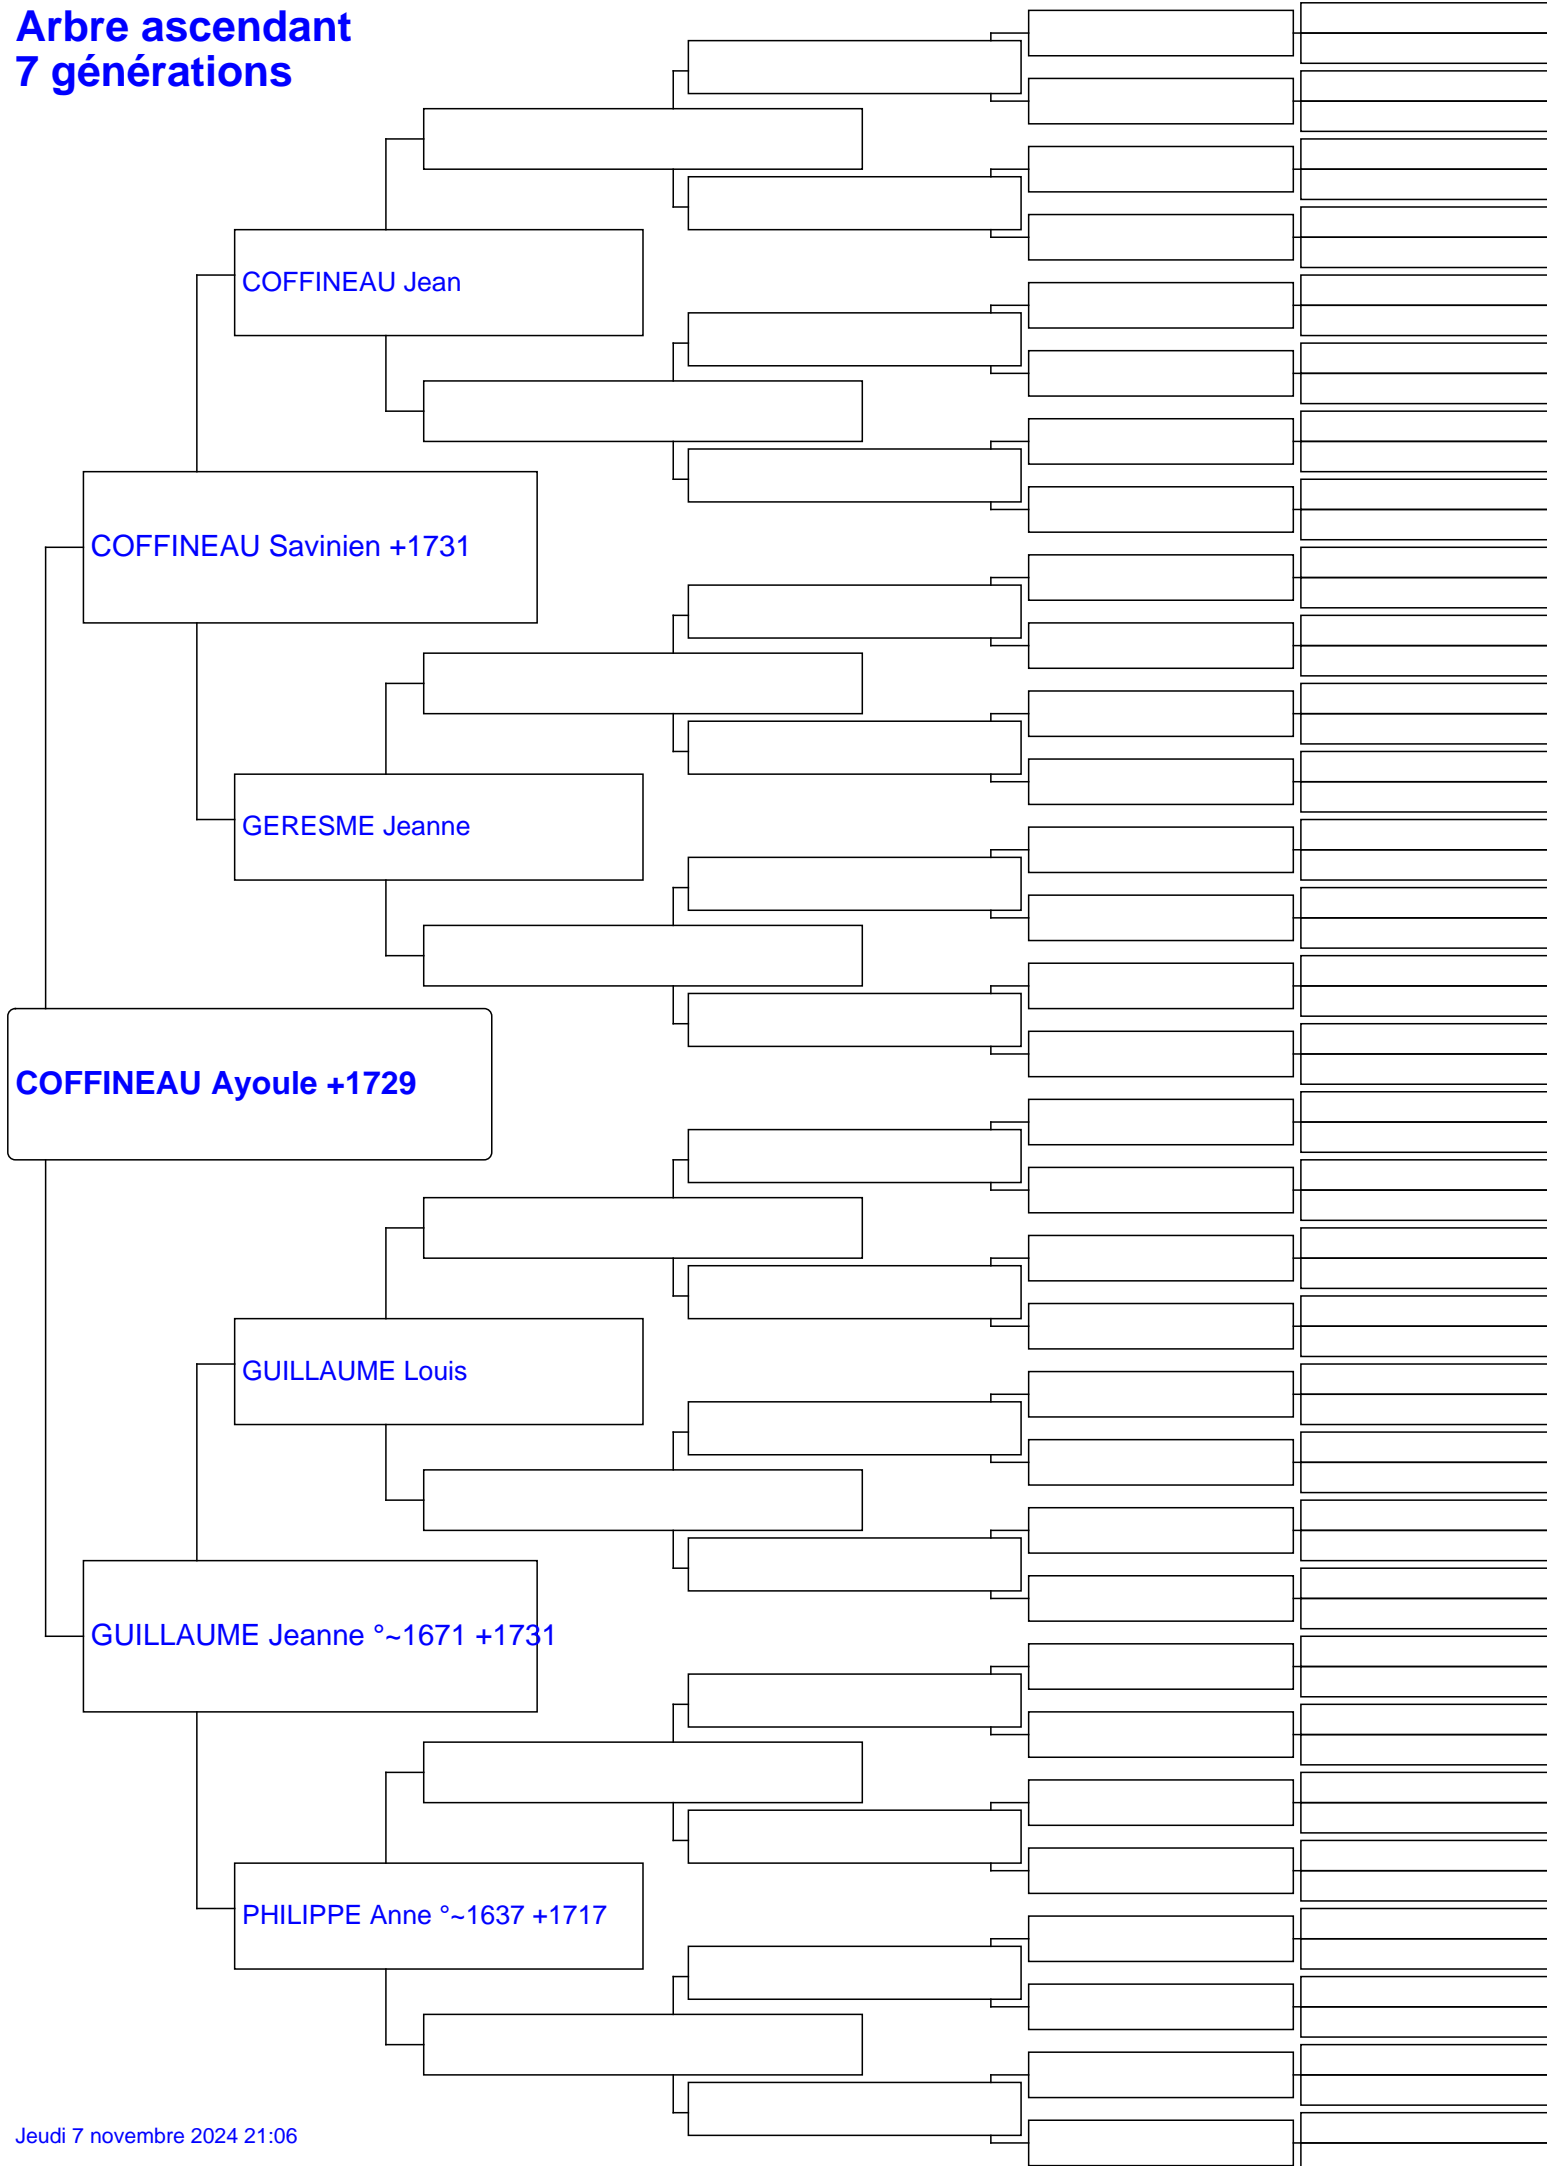 Arbre ascendant
7 générations
COFFINEAU Jean
COFFINEAU Savinien +1731
GERESME Jeanne
COFFINEAU Ayoule +1729
GUILLAUME Louis
GUILLAUME Jeanne °~1671 +1731
PHILIPPE Anne °~1637 +1717
Jeudi 7 novembre 2024 21:06